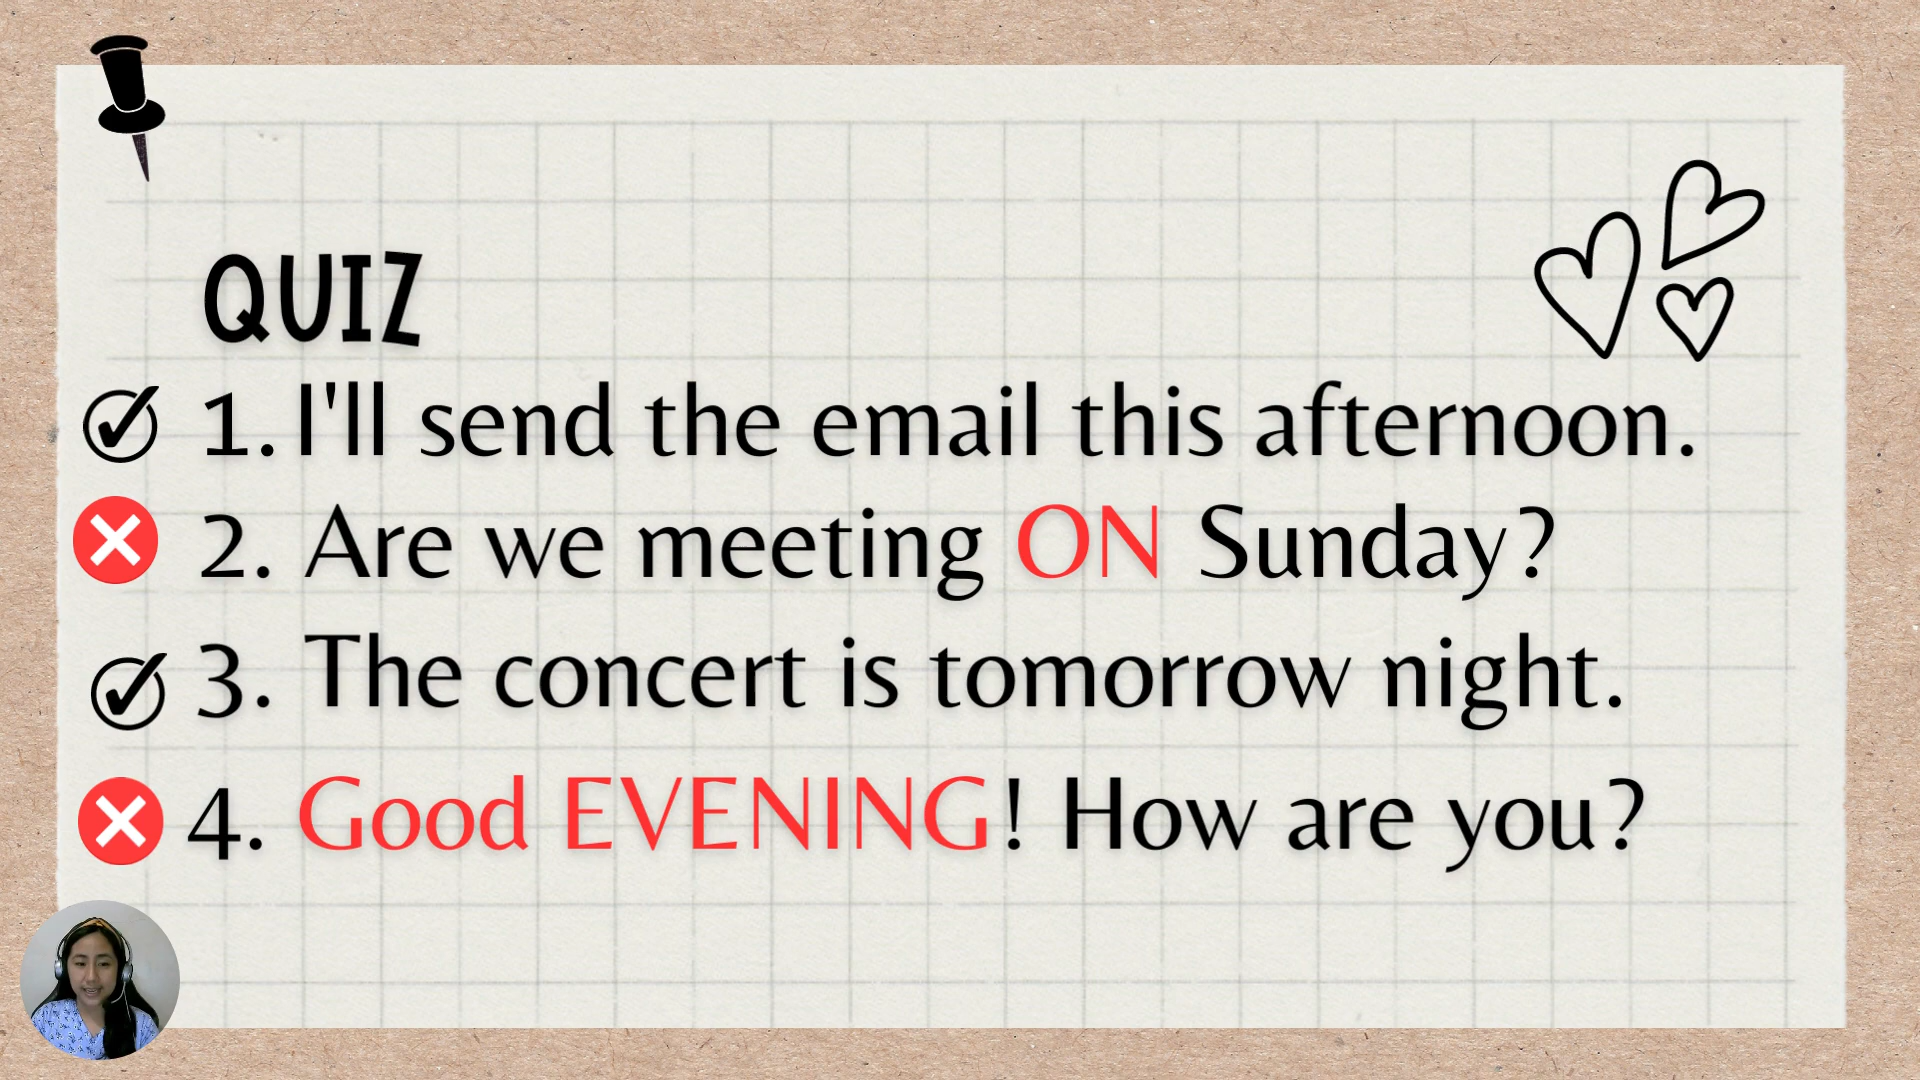 QUIZ
1. I'll send the email this afternoon.
2. Are we meeting ON Sunday?
3. The concert is tomorrow night.
4. Good EVENING! How are you?